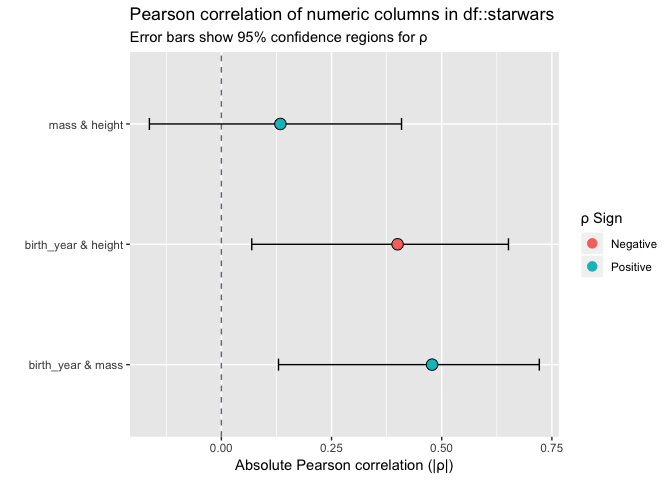 Pearson correlation of numeric columns in df::starwars
Error bars show 95% confidence regions for ρ
mass & height
birth_year & height
birth_year & mass
0.00 0.25 0.50 0.75
Absolute Pearson correlation (|ρ|)
ρ Sign
Negative
Positive